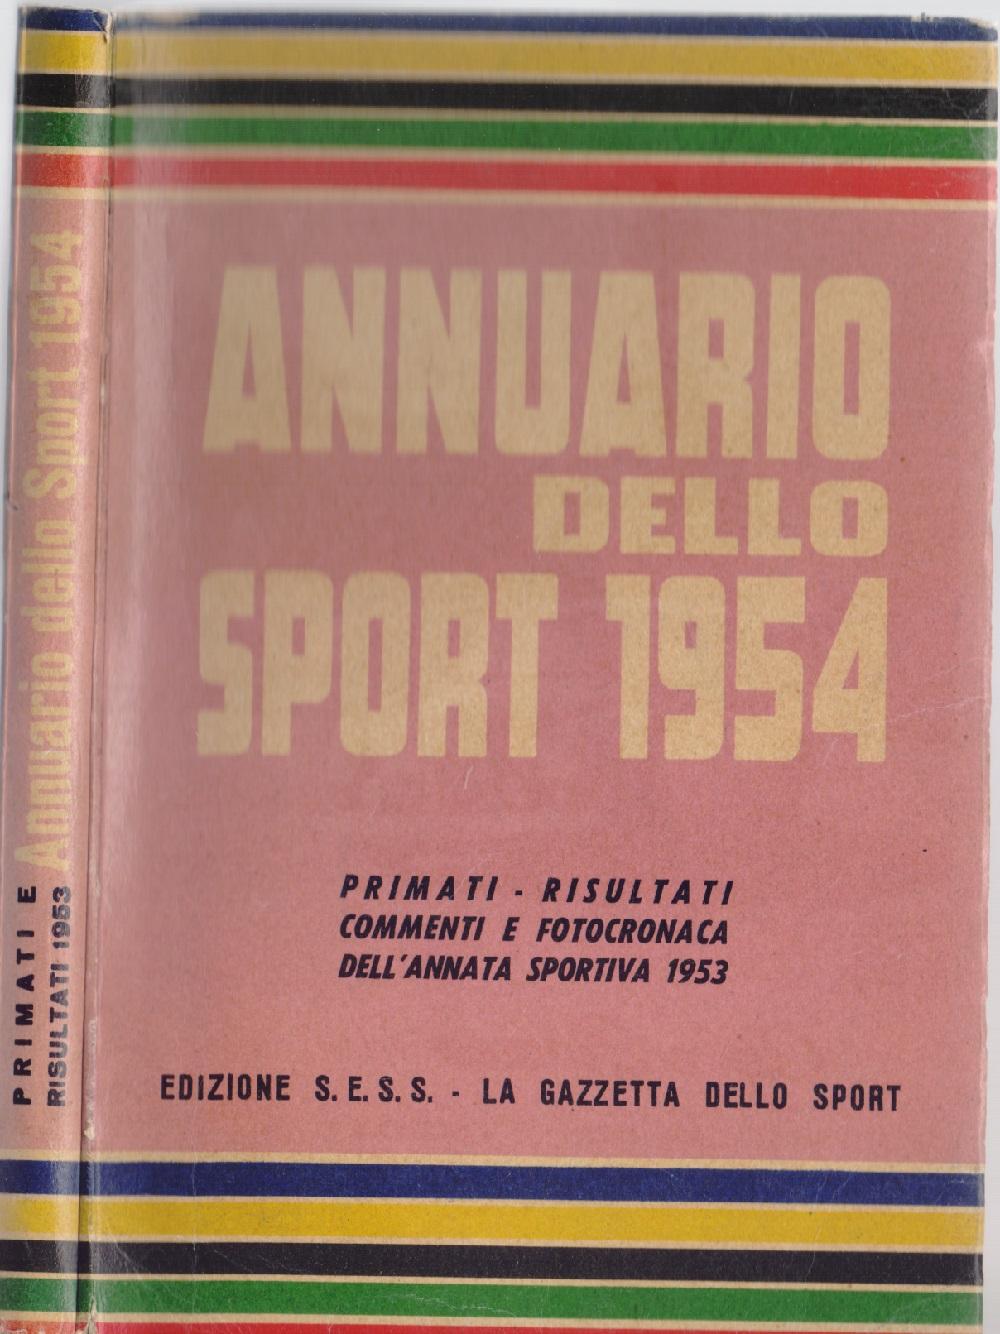 ANNUARIO
DELLO
SPORT 1954
PRIMATI - RISULTATI
COMMENTI E FOTOCRONACA
DELL'ANNATA SPORTIVA 1953
EDIZIONE S.E.S.S. - LA GAZZETTA DELLO SPORT
PRIMATI E
RISULTATI 1953
Annuario dello Sport 1954